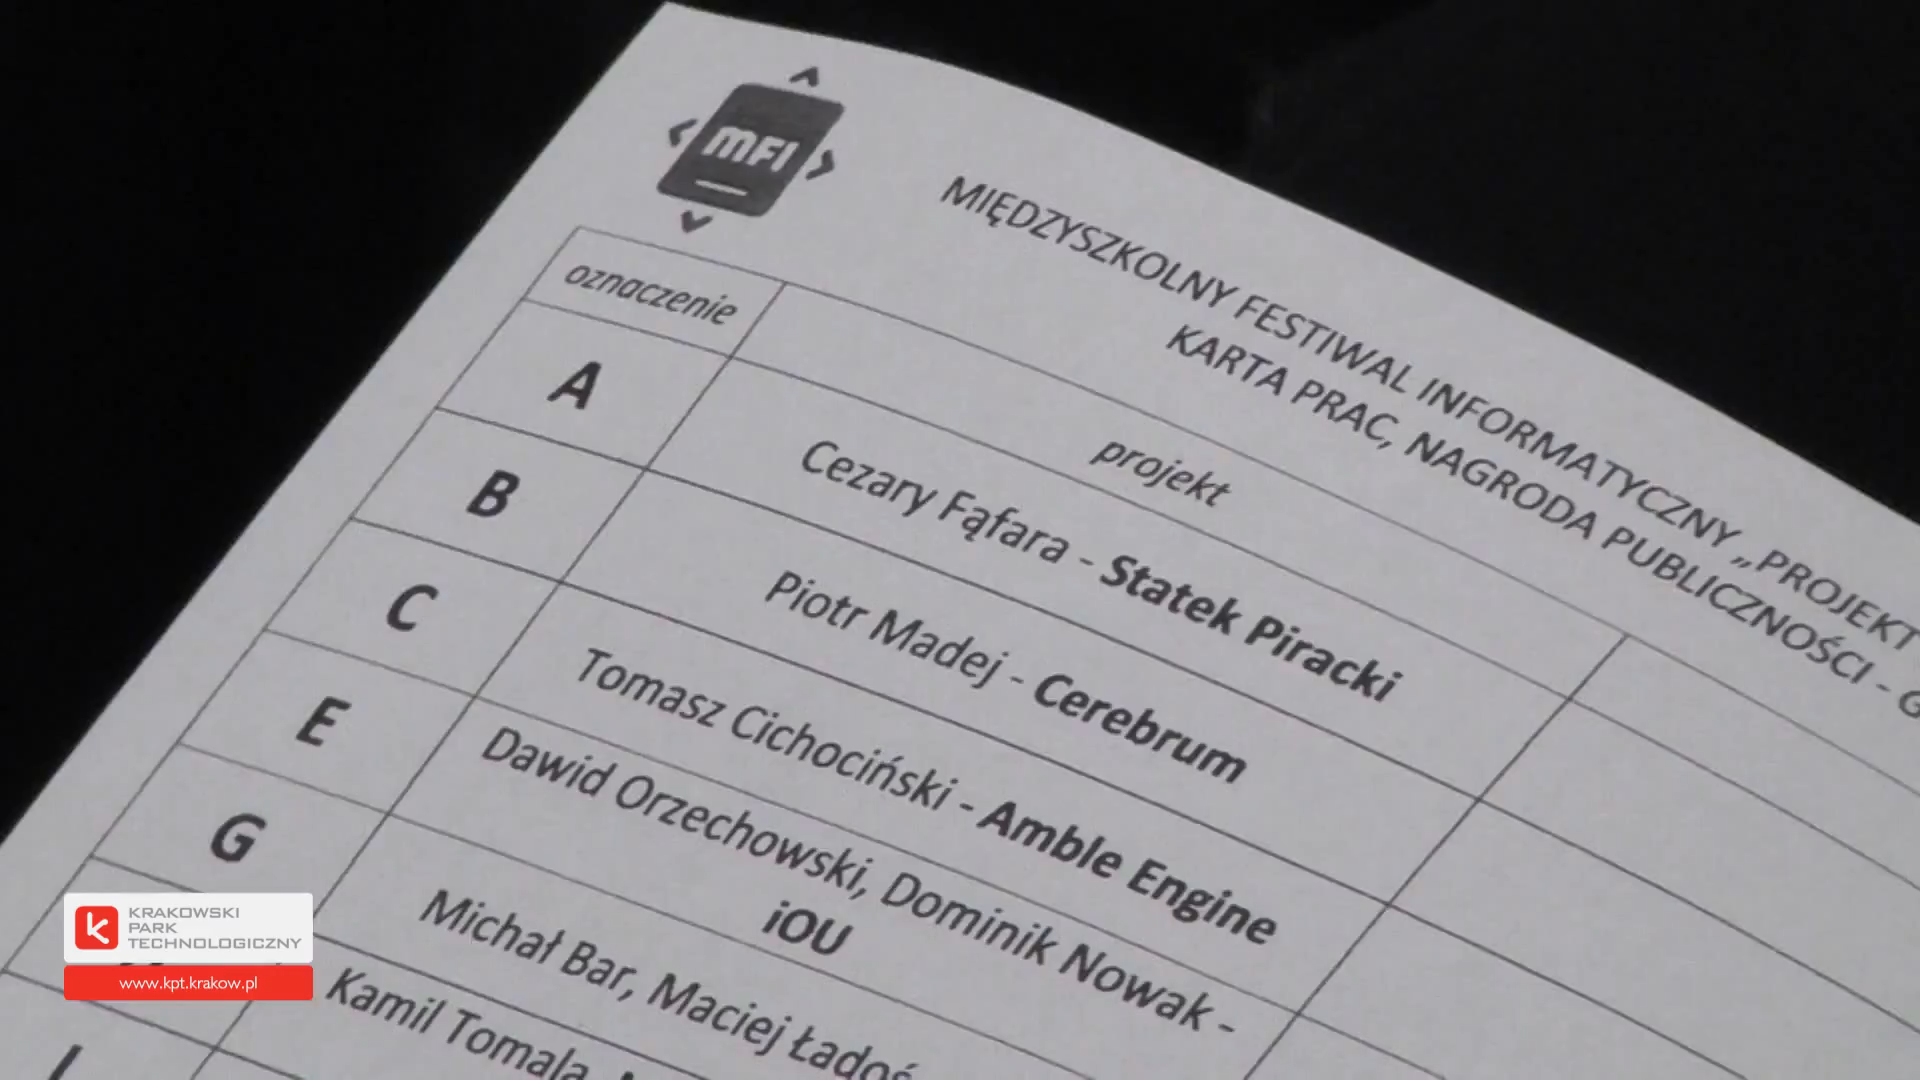 MFI
MIĘDZYSZKOLNY FESTIWAL INFORMATYCZNY „PROJEKT
KARTA PRAC, NAGRODA PUBLICZNOŚCI - G
oznaczenie
projekt
A
Cezary Fąfara - Statek Piracki
B
Piotr Madej - Cerebrum
C
Tomasz Cichociński - Amble Engine
E
Dawid Orzechowski, Dominik Nowak -
iOU
G
Michał Bar, Maciej Ładoś
Kamil Tomala,
KRAKOWSKI
PARK
TECHNOLOGICZNY
www.kpt.krakow.pl